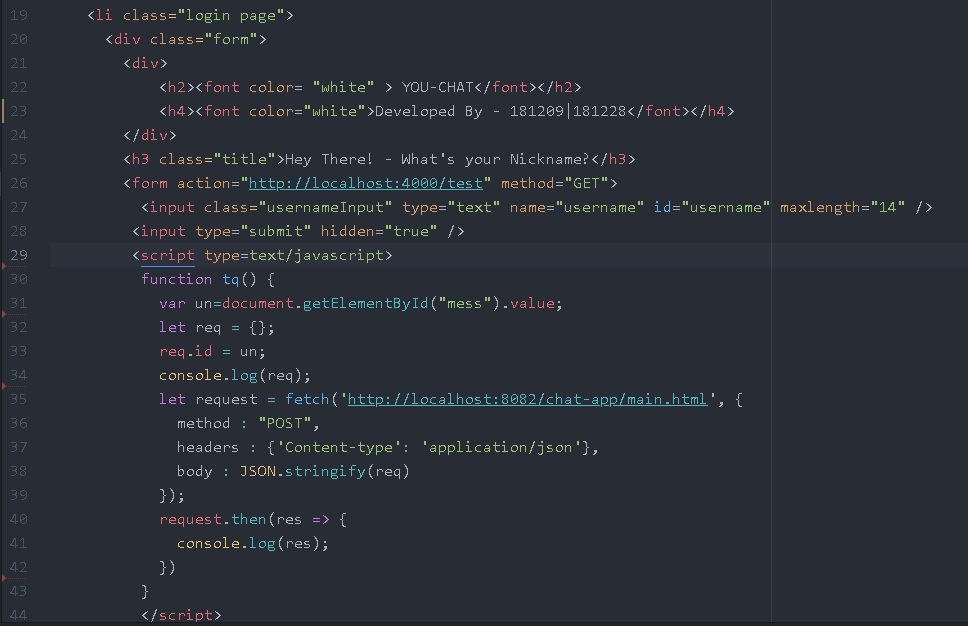 19 <li class="login page">
20 <div class="form">
21 <div>
22 <h2><font color= "white" > YOU-CHAT</font></h2>
23 <h4><font color="white">Developed By - 181209|181228</font></h4>
24 </div>
25 <h3 class="title">Hey There! - What's your Nickname?</h3>
26 <form action="http://localhost:4000/test" method="GET">
27 <input class="usernameInput" type="text" name="username" id="username" maxlength="14" />
28 <input type="submit" hidden="true" />
29 <script type=text/javascript>
30 function tq() {
31 var un=document.getElementById("mess").value;
32 let req = {};
33 req.id = un;
34 console.log(req);
35 let request = fetch('http://localhost:8082/chat-app/main.html', {
36 method : "POST",
37 headers : {'Content-type': 'application/json'},
38 body : JSON.stringify(req)
39 });
40 request.then(res => {
41 console.log(res);
42 })
43 }
44 </script>